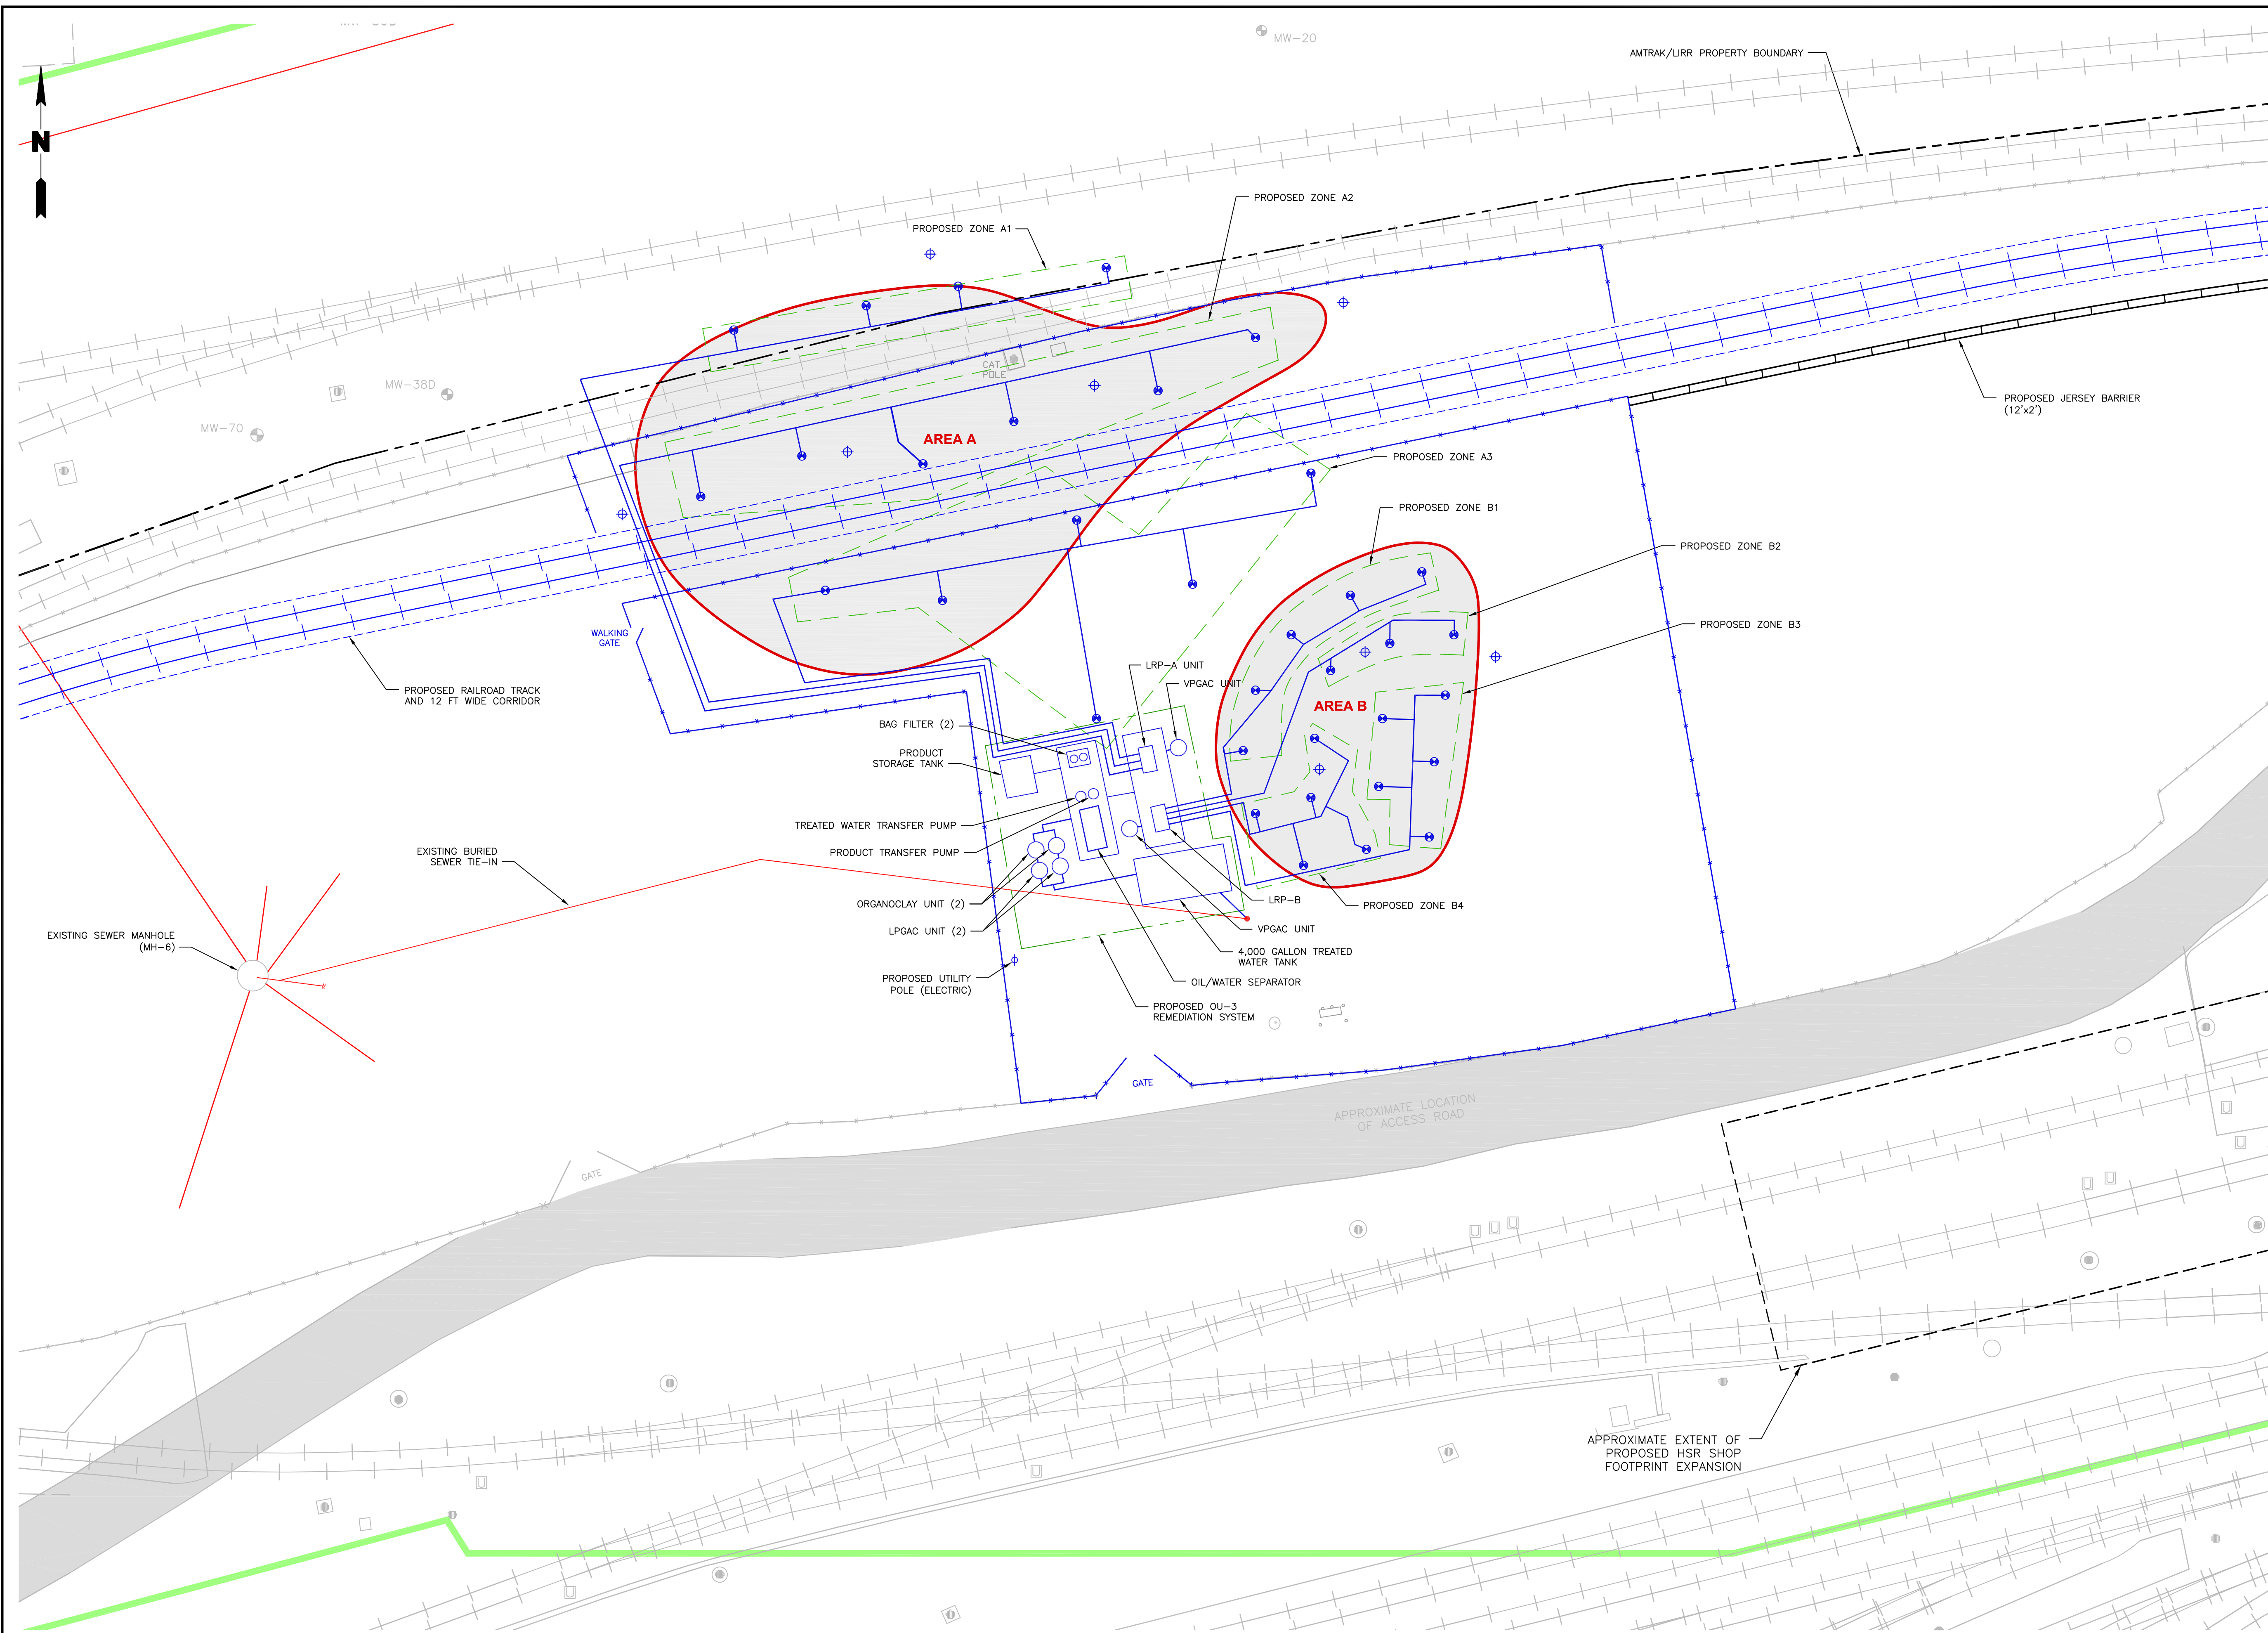 MW-20
AMTRAK/LIRR PROPERTY BOUNDARY
N
PROPOSED ZONE A2
PROPOSED ZONE A1
CAT
POLE
MW-38D
PROPOSED JERSEY BARRIER
(12'x2')
MW-70
AREA A
PROPOSED ZONE A3
PROPOSED ZONE B1
PROPOSED ZONE B2
PROPOSED ZONE B3
WALKING
GATE
LRP-A UNIT
VPGAC UNIT
PROPOSED RAILROAD TRACK
AND 12 FT WIDE CORRIDOR
AREA B
BAG FILTER (2)
PRODUCT
STORAGE TANK
TREATED WATER TRANSFER PUMP
PRODUCT TRANSFER PUMP
EXISTING BURIED
SEWER TIE-IN
ORGANOCLAY UNIT (2)
LRP-B
PROPOSED ZONE B4
LPGAC UNIT (2)
VPGAC UNIT
EXISTING SEWER MANHOLE
(MH-6)
4,000 GALLON TREATED
WATER TANK
PROPOSED UTILITY
POLE (ELECTRIC)
OIL/WATER SEPARATOR
PROPOSED OU-3
REMEDIATION SYSTEM
GATE
APPROXIMATE LOCATION
OF ACCESS ROAD
GATE
APPROXIMATE EXTENT OF
PROPOSED HSR SHOP
FOOTPRINT EXPANSION